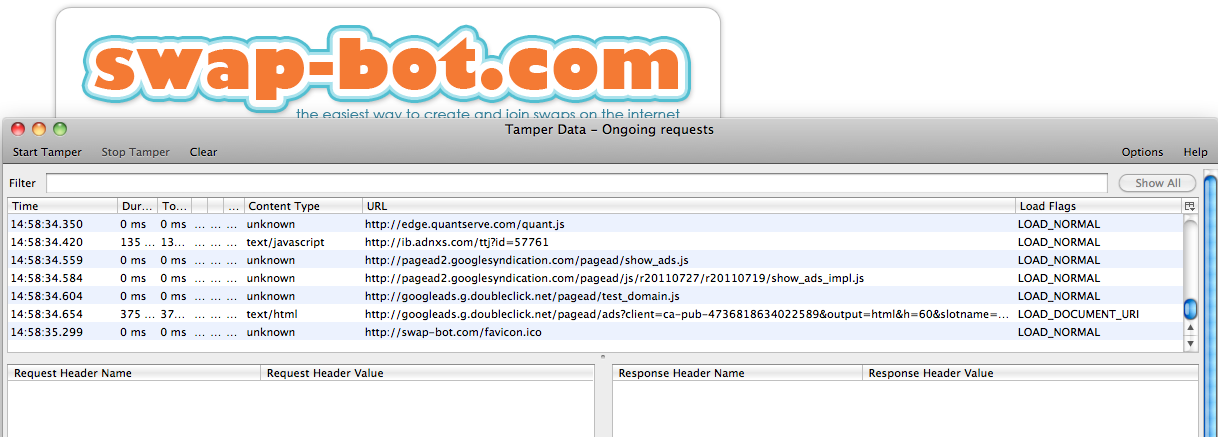 swap-bot.com
the easiest way to create and join swaps on the internet
Tamper Data – Ongoing requests
Start Tamper Stop Tamper Clear Options Help
Filter Show All
Time Dur... To... ... Content Type URL Load Flags
14:58:34.350 0 ms 0 ms ... ... ... unknown http://edge.quantserve.com/quant.js LOAD_NORMAL
14:58:34.420 135 ... 13... ... ... ... text/javascript http://ib.adnxs.com/ttj?id=57761 LOAD_NORMAL
14:58:34.559 0 ms 0 ms ... ... ... unknown http://pagead2.googlesyndication.com/pagead/show_ads.js LOAD_NORMAL
14:58:34.584 0 ms 0 ms ... ... ... unknown http://pagead2.googlesyndication.com/pagead/js/r20110727/r20110719/show_ads_impl.js LOAD_NORMAL
14:58:34.604 0 ms 0 ms ... ... ... unknown http://googleads.g.doubleclick.net/pagead/test_domain.js LOAD_NORMAL
14:58:34.654 375 ... 37... ... ... ... text/html http://googleads.g.doubleclick.net/pagead/ads?client=ca-pub-4736818634022589&output=html&h=60&slotname=... LOAD_DOCUMENT_URI
14:58:35.299 0 ms 0 ms ... ... ... unknown http://swap-bot.com/favicon.ico LOAD_NORMAL
Request Header Name Request Header Value Response Header Name Response Header Value